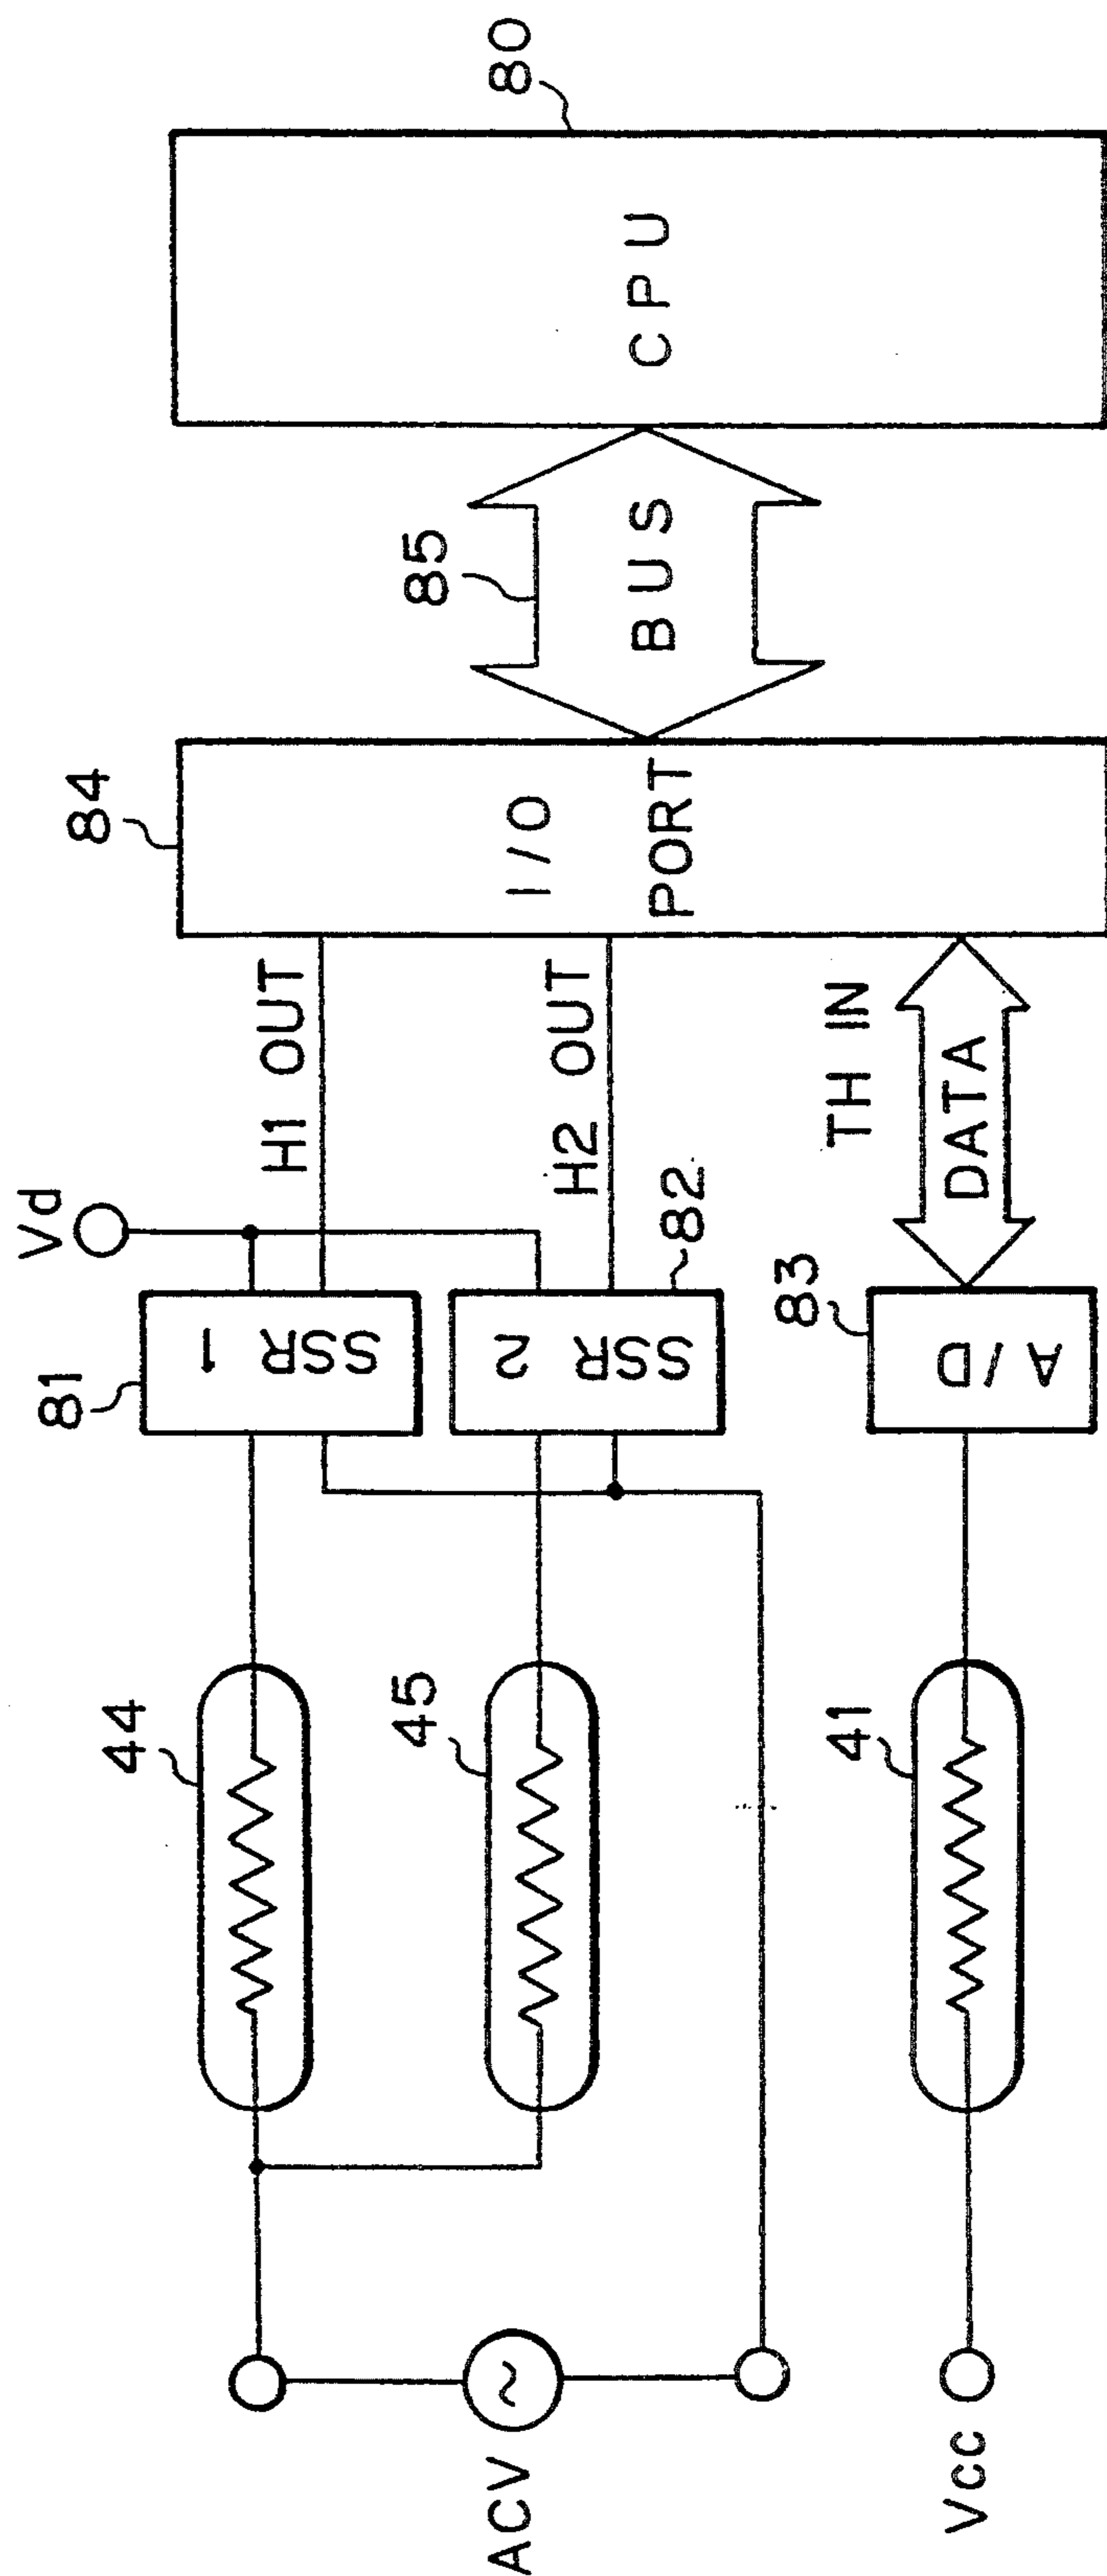 80
CPU
85
BUS
84
I/O
PORT
H1 OUT
H2 OUT
TH IN
DATA
Vd
81
SSR 1
82
SSR 2
83
A/D
44
45
41
ACV
~
Vcc